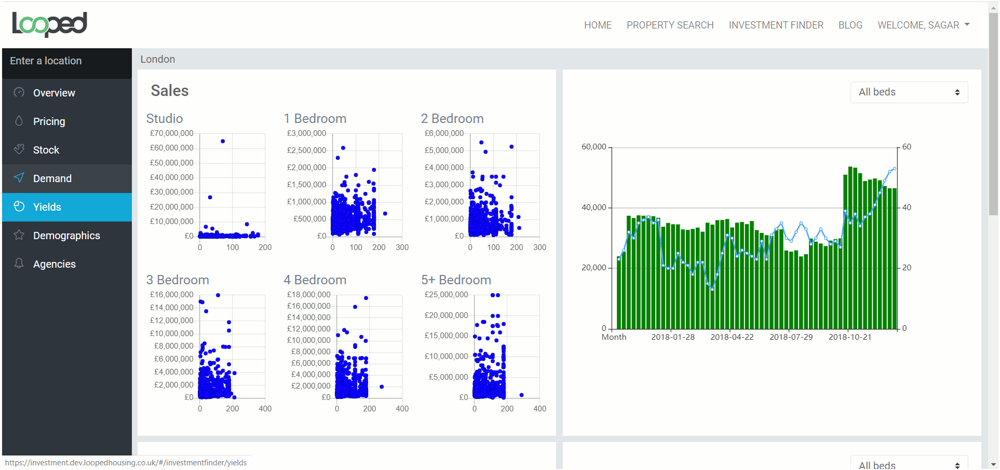 Looped
HOME PROPERTY SEARCH INVESTMENT FINDER BLOG WELCOME, SAGAR
Enter a location
Overview
Pricing
Stock
Demand
Yields
Demographics
Agencies
London
Sales
Studio
£70,000,000
£60,000,000
£50,000,000
£40,000,000
£30,000,000
£20,000,000
£10,000,000
£0
0 100 200
1 Bedroom
£3,000,000
£2,500,000
£2,000,000
£1,500,000
£1,000,000
£500,000
£0
0 100 200 300
2 Bedroom
£6,000,000
£5,000,000
£4,000,000
£3,000,000
£2,000,000
£1,000,000
£0
0 100 200 300
3 Bedroom
£16,000,000
£14,000,000
£12,000,000
£10,000,000
£8,000,000
£6,000,000
£4,000,000
£2,000,000
£0
0 200 400
4 Bedroom
£18,000,000
£16,000,000
£14,000,000
£12,000,000
£10,000,000
£8,000,000
£6,000,000
£4,000,000
£2,000,000
£0
0 200 400
5+ Bedroom
£25,000,000
£20,000,000
£15,000,000
£10,000,000
£5,000,000
£0
0 200 400
All beds
60,000 60
40,000 40
20,000 20
0 0
Month 2018-01-28 2018-04-22 2018-07-29 2018-10-21
All beds
https://investment.dev.loopedhousing.co.uk/#/investmentfinder/yields